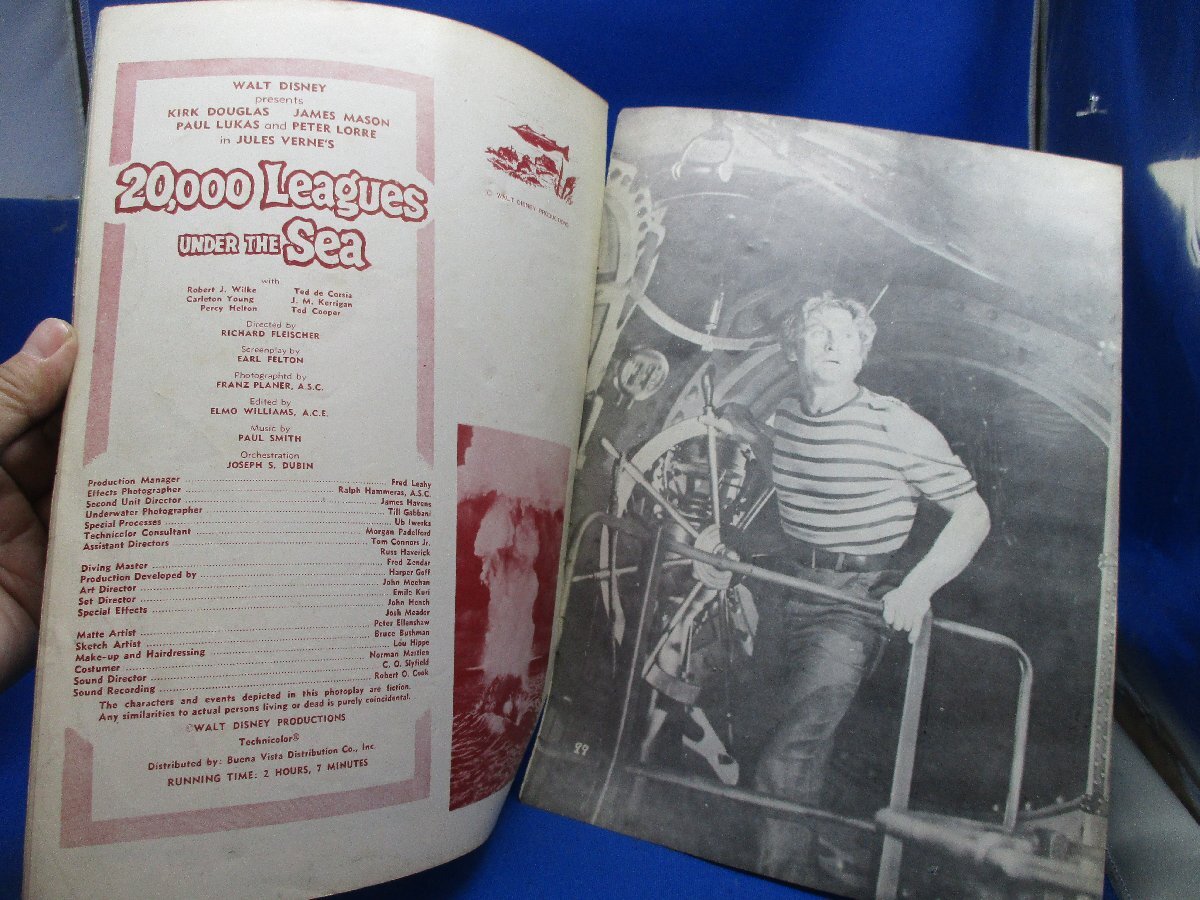 WALT DISNEY
presents
KIRK DOUGLAS JAMES MASON
PAUL LUKAS and PETER LORRE
in JULES VERNE'S
20,000 Leagues
UNDER THE Sea
with
Robert J. Wilke Ted de Corsia
Carleton Young J. M. Kerrigan
Percy Helton Ted Cooper
Directed by
RICHARD FLEISCHER
Screenplay by
EARL FELTON
Photographed by
FRANZ PLANER, A.S.C.
Edited by
ELMO WILLIAMS, A.C.E.
Music by
PAUL SMITH
Orchestration
JOSEPH S. DUBIN
Production Manager Fred Leahy
Effects Photographer Ralph Hammeras, A.S.C.
Second Unit Director James Havens
Underwater Photographer Till Gabbani
Special Processes Ub Iwerks
Technicolor Consultant Morgan Padelford
Assistant Directors Tom Connors Jr.
Russ Haverick
Diving Master Fred Zendar
Production Developed by Harper Goff
Art Director John Meehan
Set Director Emile Kuri
Special Effects John Hench
Josh Meador
Matte Artist Peter Ellenshaw
Sketch Artist Bruce Bushman
Make-up and Hairdressing Lou Hippe
Costumer Norman Martien
Sound Director C. O. Slyfield
Sound Recording Robert O. Cook
The characters and events depicted in this photoplay are fiction.
Any similarities to actual persons living or dead is purely coincidental.
©WALT DISNEY PRODUCTIONS
Technicolor®
Distributed by: Buena Vista Distribution Co., Inc.
RUNNING TIME: 2 HOURS, 7 MINUTES
© WALT DISNEY PRODUCTIONS
89